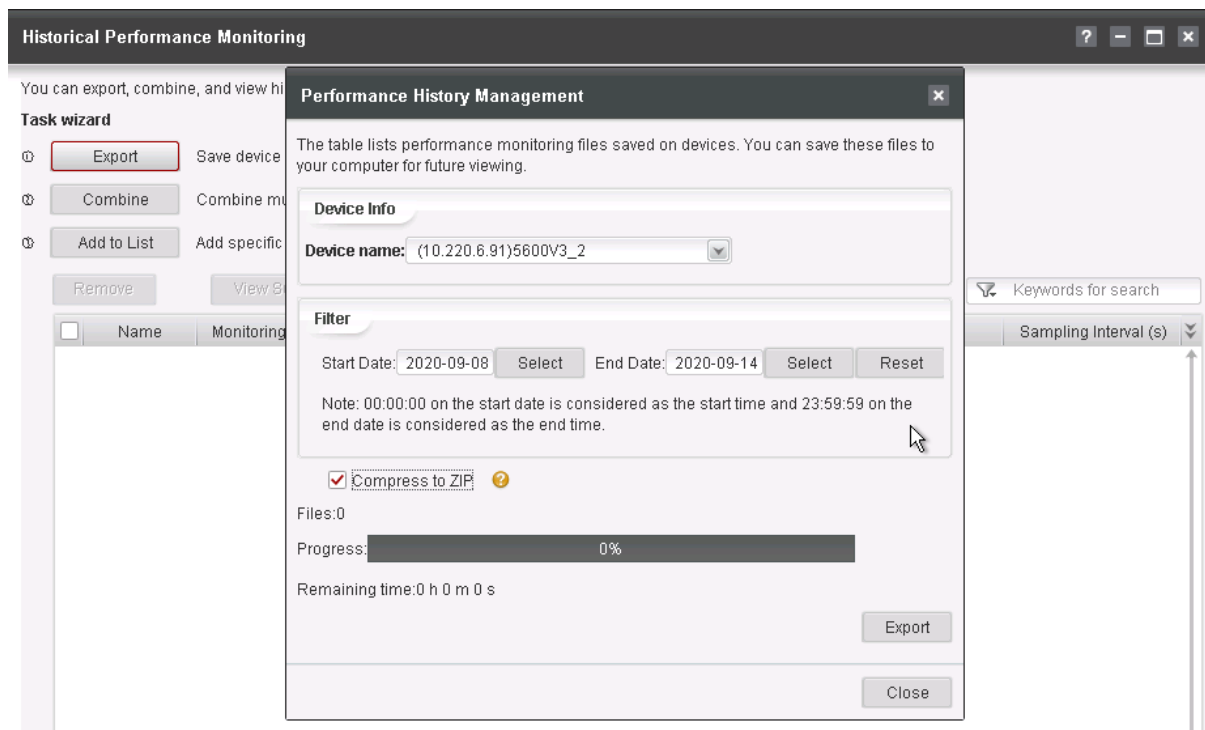 Historical Performance Monitoring
You can export, combine, and view hi
Task wizard
① Export Save device
② Combine Combine mu
③ Add to List Add specific
Remove View S
Keywords for search
Name Monitoring Sampling Interval (s)
Performance History Management
The table lists performance monitoring files saved on devices. You can save these files to
your computer for future viewing.
Device Info
Device name: (10.220.6.91)5600V3_2
Filter
Start Date: 2020-09-08 Select End Date: 2020-09-14 Select Reset
Note: 00:00:00 on the start date is considered as the start time and 23:59:59 on the
end date is considered as the end time.
Compress to ZIP
Files:0
Progress: 0%
Remaining time:0 h 0 m 0 s
Export
Close